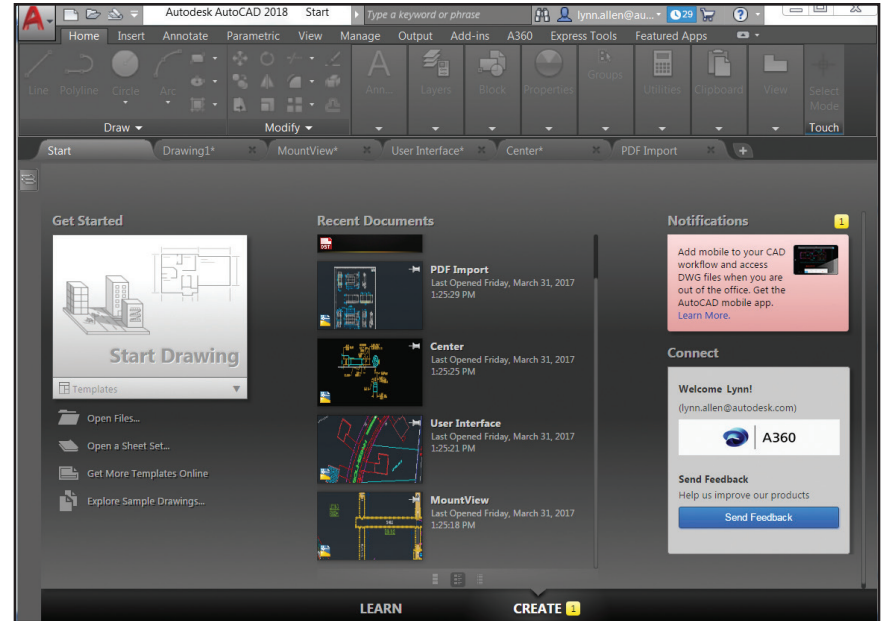 Autodesk AutoCAD 2018 Start
Type a keyword or phrase
lynn.allen@au...
29
?
Home Insert Annotate Parametric View Manage Output Add-ins A360 Express Tools Featured Apps
Line Polyline Circle Arc
Ann... Layers Block Properties Groups Utilities Clipboard View Select
Mode
Draw Modify Touch
Start Drawing1* MountView* User Interface* Center* PDF Import
Get Started
Start Drawing
Templates
Open Files...
Open a Sheet Set...
Get More Templates Online
Explore Sample Drawings...
Recent Documents
DST
PDF Import
Last Opened Friday, March 31, 2017
1:25:29 PM
Center
Last Opened Friday, March 31, 2017
1:25:25 PM
User Interface
Last Opened Friday, March 31, 2017
1:25:21 PM
MountView
Last Opened Friday, March 31, 2017
1:25:18 PM
Notifications 1
Add mobile to your CAD
workflow and access
DWG files when you are
out of the office. Get the
AutoCAD mobile app.
Learn More.
Connect
Welcome Lynn!
(lynn.allen@autodesk.com)
A360
Send Feedback
Help us improve our products
Send Feedback
LEARN CREATE 1